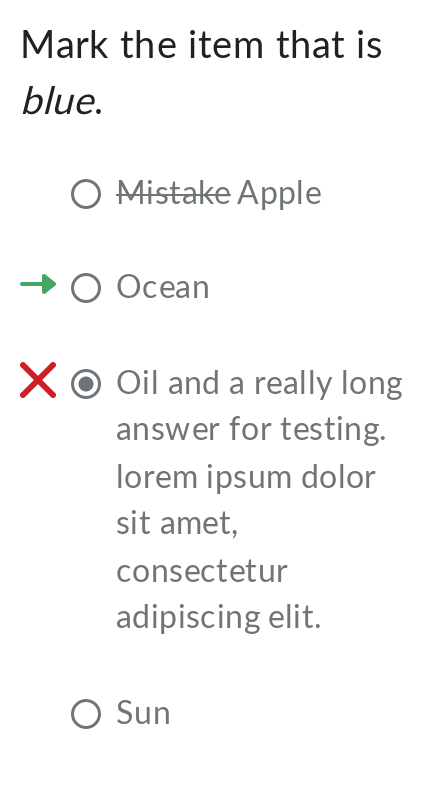 Mark the item that is
blue.
Mistake Apple
Ocean
Oil and a really long
answer for testing.
lorem ipsum dolor
sit amet,
consectetur
adipiscing elit.
Sun